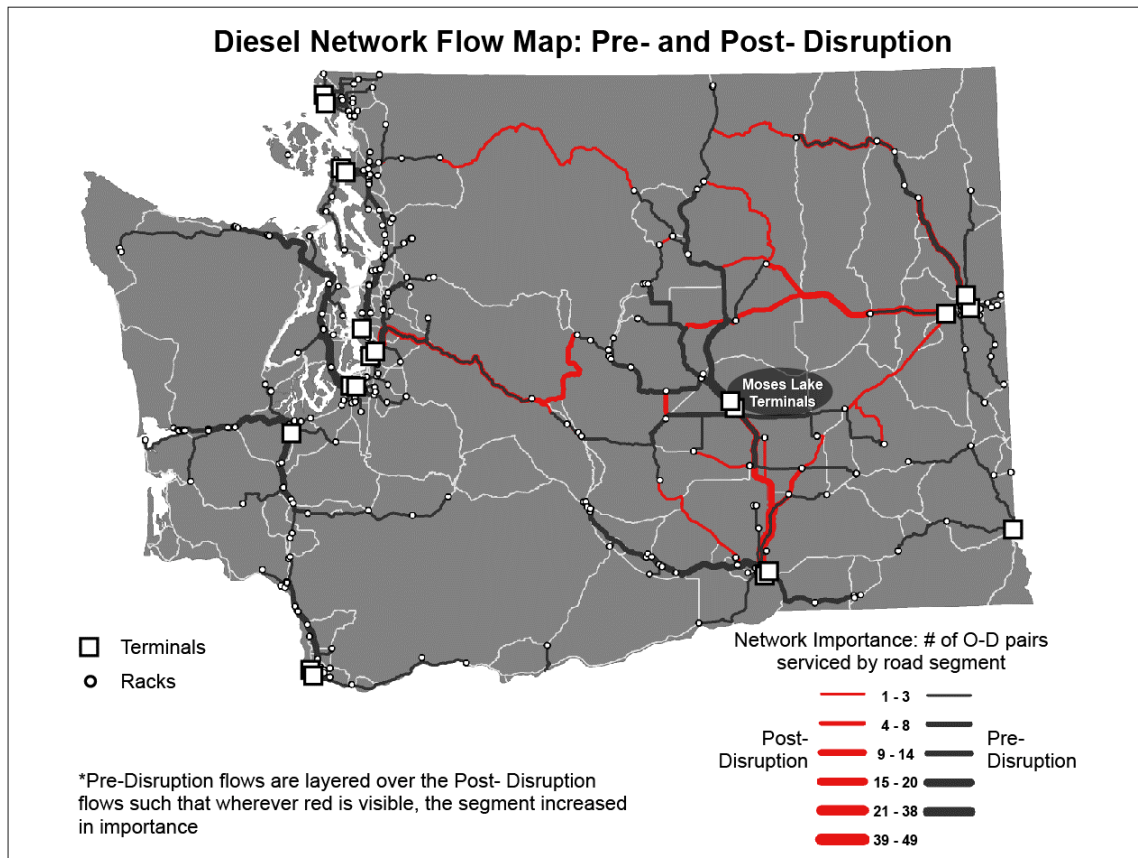 Diesel Network Flow Map: Pre- and Post- Disruption
Moses Lake
Terminals
Terminals
Racks
*Pre-Disruption flows are layered over the Post- Disruption
flows such that wherever red is visible, the segment increased
in importance
Network Importance: # of O-D pairs
serviced by road segment
Post-
Disruption
1 - 3
4 - 8
9 - 14
15 - 20
21 - 38
39 - 49
Pre-
Disruption